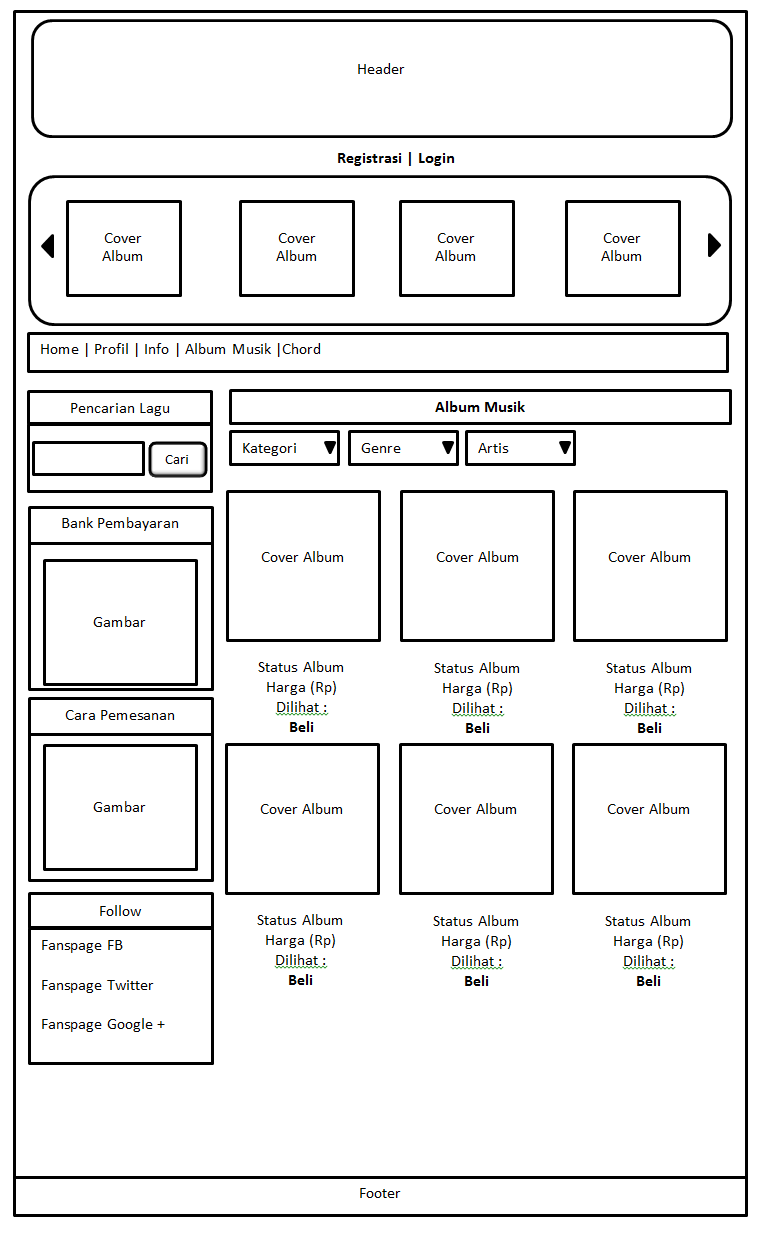 Header
Registrasi | Login
Cover
Album
Cover
Album
Cover
Album
Cover
Album
Home | Profil | Info | Album Musik |Chord
Pencarian Lagu
Cari
Bank Pembayaran
Gambar
Cara Pemesanan
Gambar
Follow
Fanspage FB
Fanspage Twitter
Fanspage Google +
Album Musik
Kategori
Genre
Artis
Cover Album
Status Album
Harga (Rp)
Dilihat :
Beli
Cover Album
Status Album
Harga (Rp)
Dilihat :
Beli
Cover Album
Status Album
Harga (Rp)
Dilihat :
Beli
Cover Album
Status Album
Harga (Rp)
Dilihat :
Beli
Cover Album
Status Album
Harga (Rp)
Dilihat :
Beli
Cover Album
Status Album
Harga (Rp)
Dilihat :
Beli
Footer